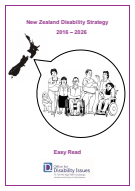 New Zealand Disability Strategy
2016 – 2026
Easy Read
Office for
Disability Issues